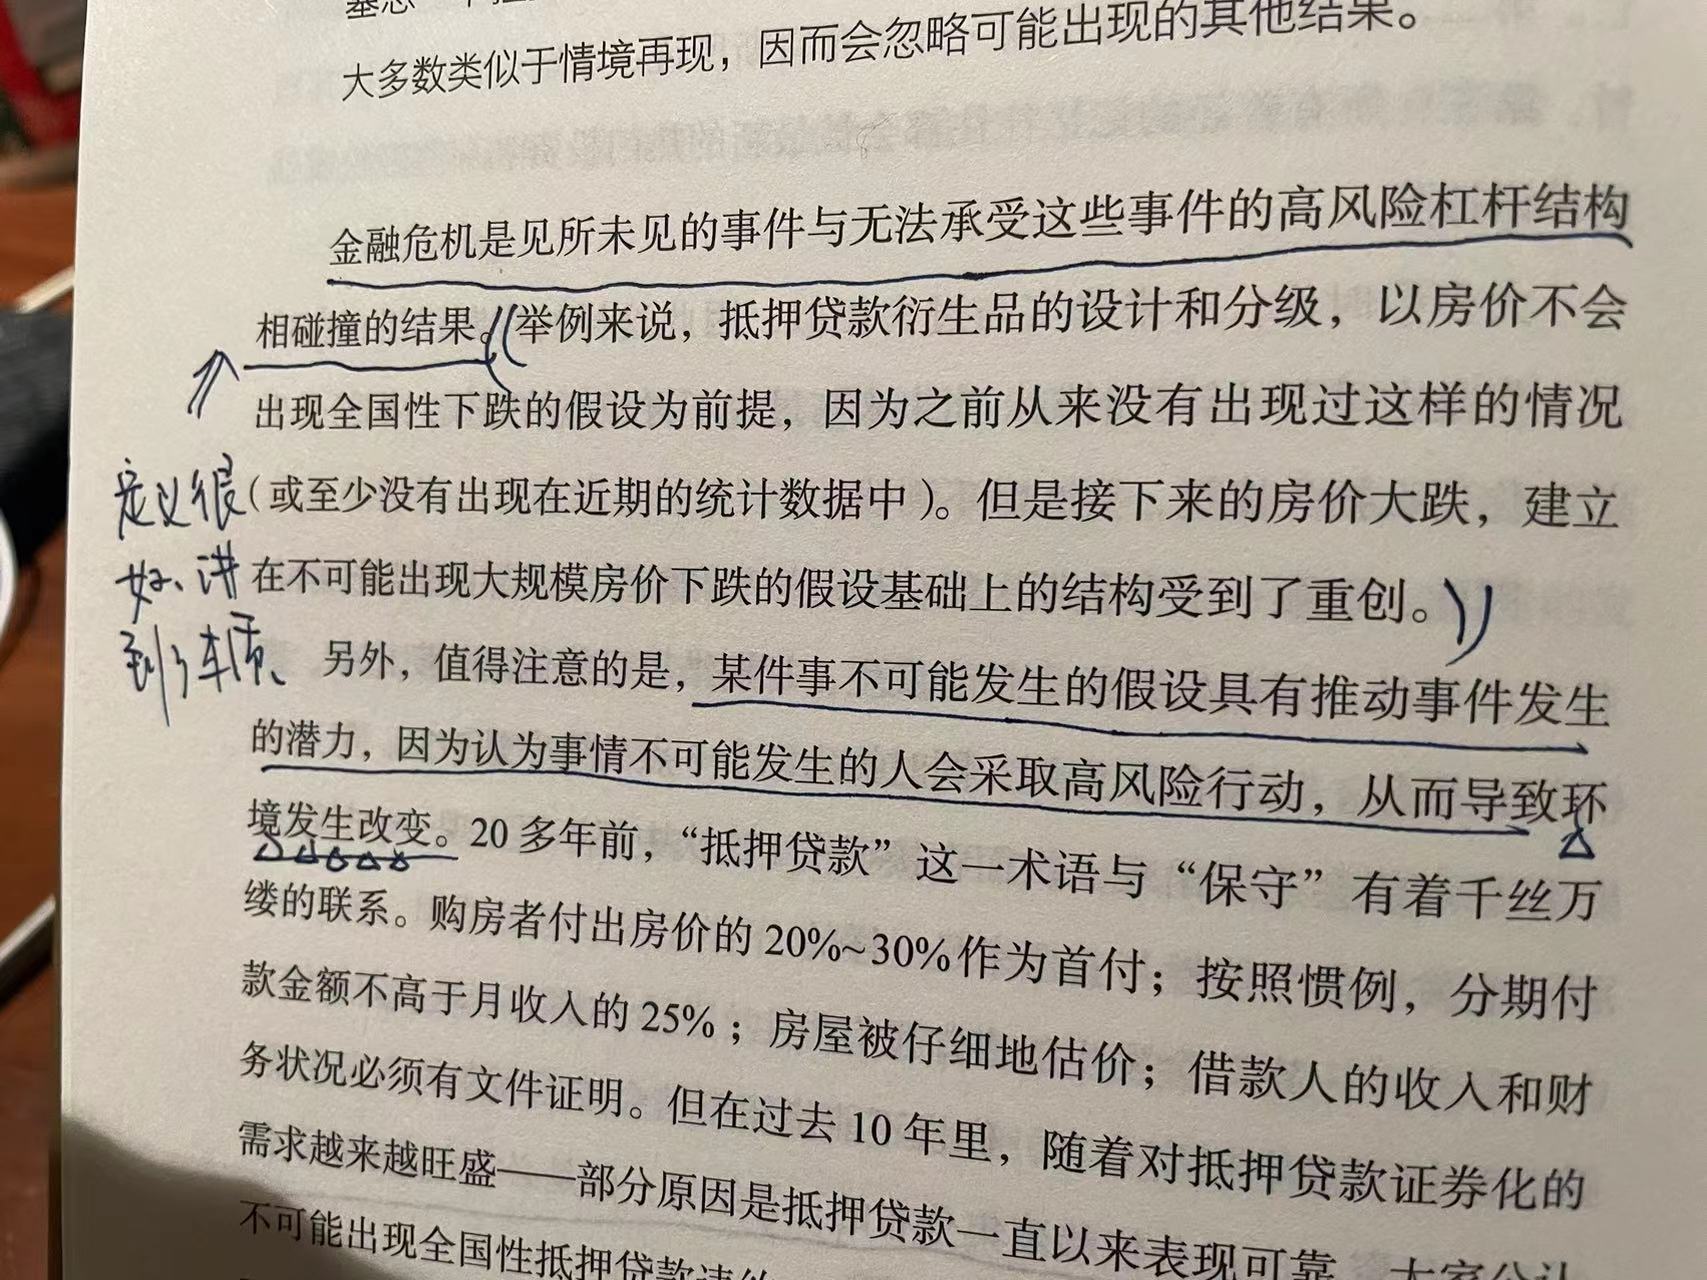 大多数类似于情境再现，因而会忽略可能出现的其他结果。
金融危机是见所未见的事件与无法承受这些事件的高风险杠杆结构
相碰撞的结果。举例来说，抵押贷款衍生品的设计和分级，以房价不会
出现全国性下跌的假设为前提，因为之前从来没有出现过这样的情况
（或至少没有出现在近期的统计数据中）。但是接下来的房价大跌，建立
在不可能出现大规模房价下跌的假设基础上的结构受到了重创。
定义很
好、讲
到了本质、
另外，值得注意的是，某件事不可能发生的假设具有推动事件发生
的潜力，因为认为事情不可能发生的人会采取高风险行动，从而导致环
境发生改变。20 多年前，“抵押贷款”这一术语与“保守”有着千丝万
缕的联系。购房者付出房价的 20%~30%作为首付；按照惯例，分期付
款金额不高于月收入的 25%；房屋被仔细地估价；借款人的收入和财
务状况必须有文件证明。但在过去 10 年里，随着对抵押贷款证券化的
需求越来越旺盛——部分原因是抵押贷款一直以来表现可靠，大家公认
不可能出现全国性抵押贷款